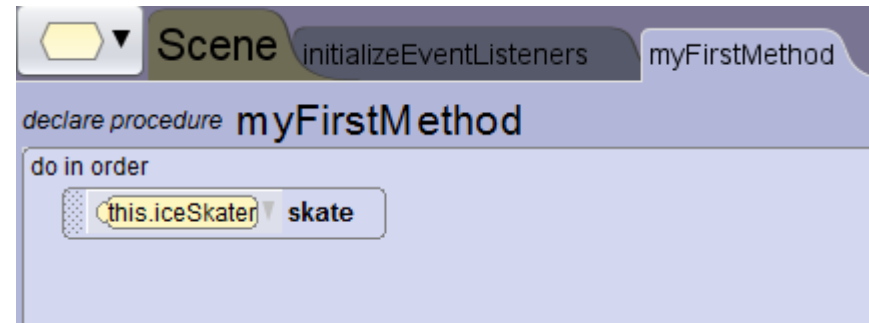 Scene initializeEventListeners myFirstMethod
declare procedure myFirstMethod
do in order
this.iceSkater skate